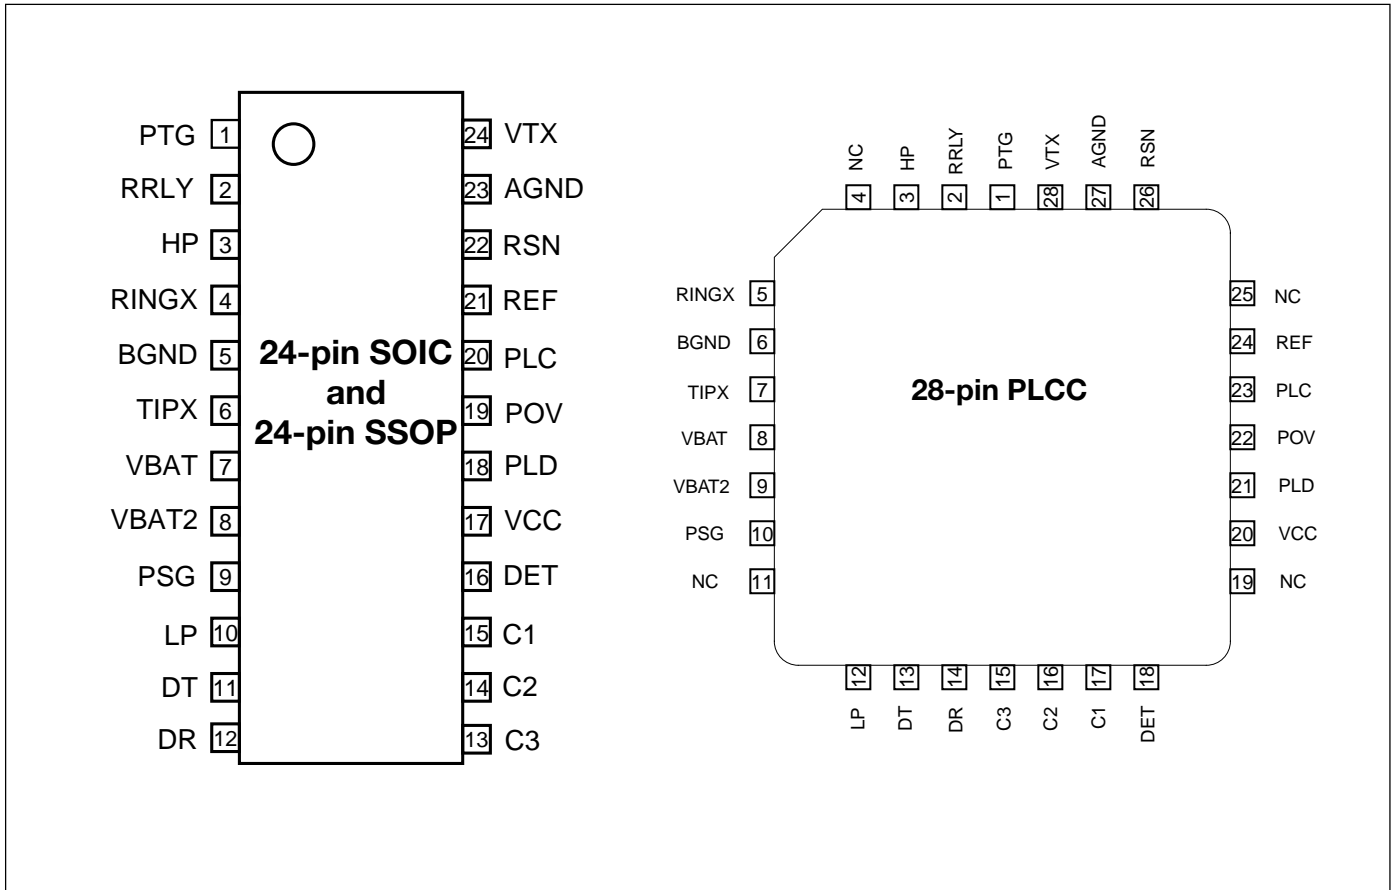 PTG 1
RRLY 2
HP 3
RINGX 4
BGND 5
TIPX 6
VBAT 7
VBAT2 8
PSG 9
LP 10
DT 11
DR 12
24-pin SOIC
and
24-pin SSOP
24 VTX
23 AGND
22 RSN
21 REF
20 PLC
19 POV
18 PLD
17 VCC
16 DET
15 C1
14 C2
13 C3
NC HP RRLY PTG VTX AGND RSN
4 3 2 1 28 27 26
RINGX 5
BGND 6
TIPX 7
VBAT 8
VBAT2 9
PSG 10
NC 11
28-pin PLCC
25 NC
24 REF
23 PLC
22 POV
21 PLD
20 VCC
19 NC
12 13 14 15 16 17 18
LP DT DR C3 C2 C1 DET